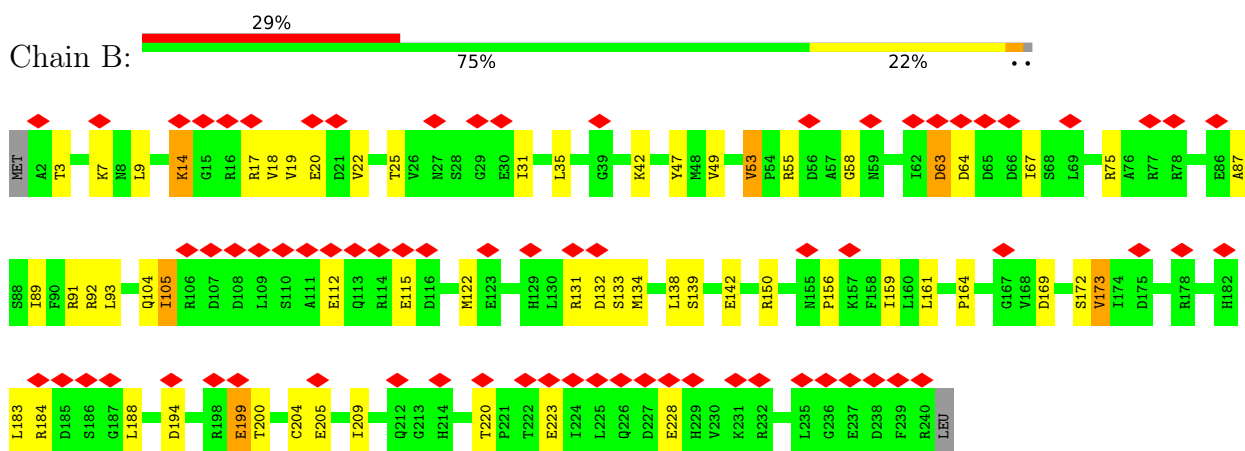 29%
Chain B:
75% 22% • •
MET A2 T3 K7 N8 L9 K14 G15 R16 R17 V18 V19 E20 D21 V22 T25 V26 N27 S28 G29 E30 I31 L35 G39 K42 Y47 M48 V49 V53 P54 R55 D56 A57 G58 N59 I62 D63 D64 D65 D66 I67 S68 L69 R75 A76 R77 R78 E86 A87
S88 I89 F90 R91 R92 L93 Q104 I105 R106 D107 D108 L109 S110 A111 E112 Q113 R114 E115 D116 M122 E123 H129 L130 R131 D132 S133 M134 L138 S139 E142 R150 N155 P156 K157 F158 I159 L160 L161 P164 G167 V168 D169 S172 V173 I174 D175 R178 H182
L183 R184 D185 S186 G187 L188 D194 R198 E199 T200 C204 E205 I209 Q212 G213 H214 T220 P221 T222 E223 I224 L225 Q226 D227 E228 H229 V230 K231 R232 L235 G236 E237 D238 F239 R240 LEU